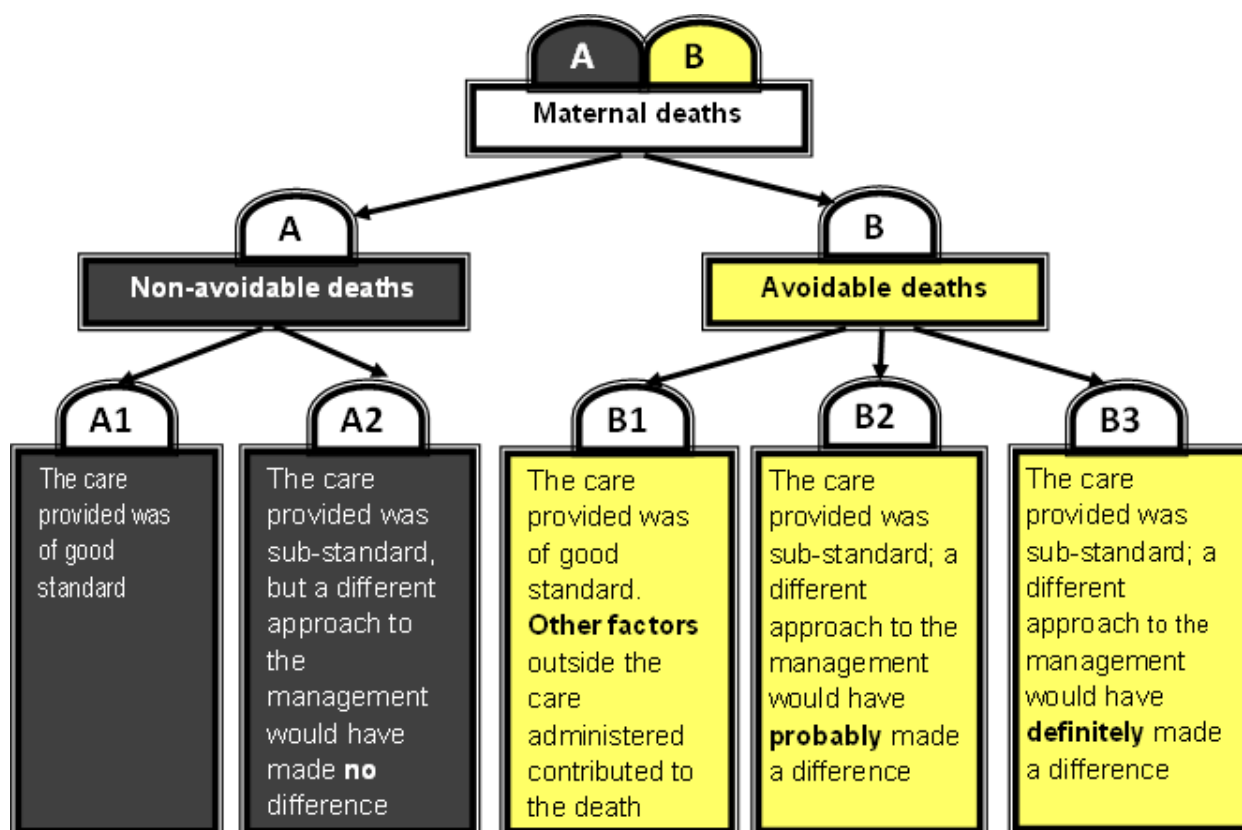 A B
Maternal deaths
A
Non-avoidable deaths
B
Avoidable deaths
A1
The care
provided was
of good
standard
A2
The care
provided was
sub-standard,
but a different
approach to
the
management
would have
made no
difference
B1
The care
provided was
of good
standard.
Other factors
outside the
care
administered
contributed to
the death
B2
The care
provided was
sub-standard; a
different
approach to the
management
would have
probably made
a difference
B3
The care
provided was
sub-standard; a
different
approach to the
management
would have
definitely made
a difference